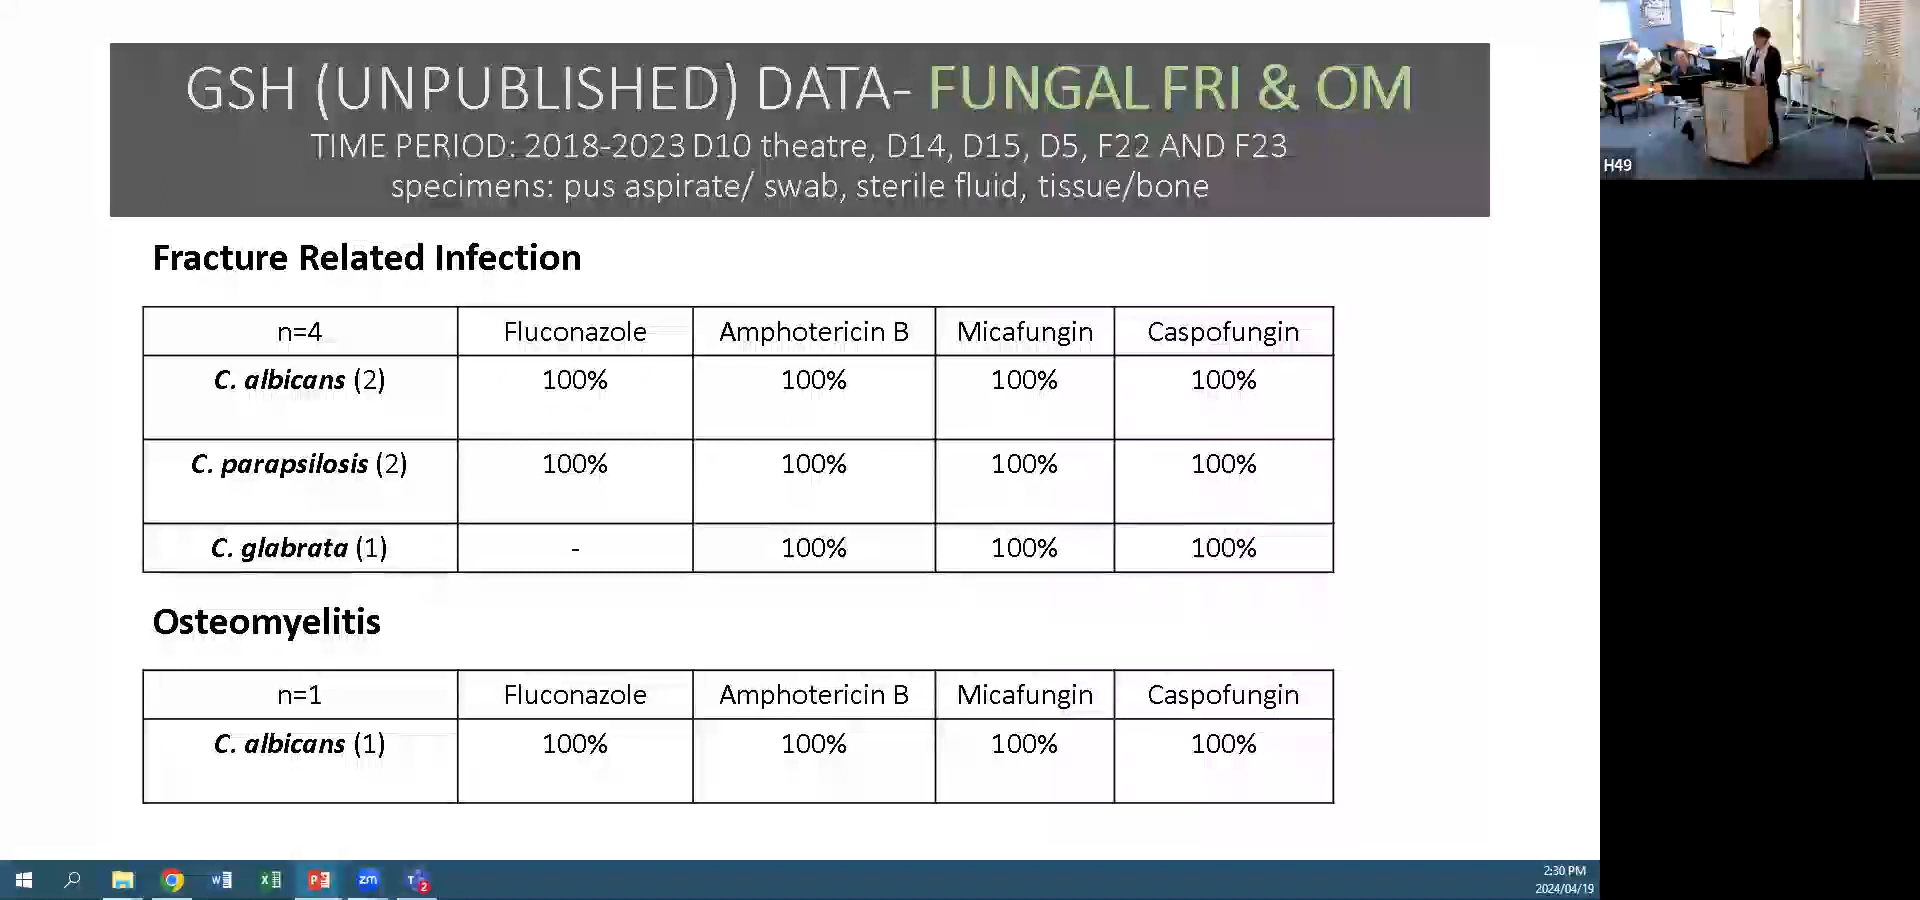 GSH (UNPUBLISHED) DATA- FUNGAL FRI & OM
TIME PERIOD: 2018-2023 D10 theatre, D14, D15, D5, F22 AND F23
specimens: pus aspirate/ swab, sterile fluid, tissue/bone
H49
Fracture Related Infection
n=4 Fluconazole Amphotericin B Micafungin Caspofungin
C. albicans (2) 100% 100% 100% 100%
C. parapsilosis (2) 100% 100% 100% 100%
C. glabrata (1) - 100% 100% 100%
Osteomyelitis
n=1 Fluconazole Amphotericin B Micafungin Caspofungin
C. albicans (1) 100% 100% 100% 100%
zm
2
2:30 PM
2024/04/19